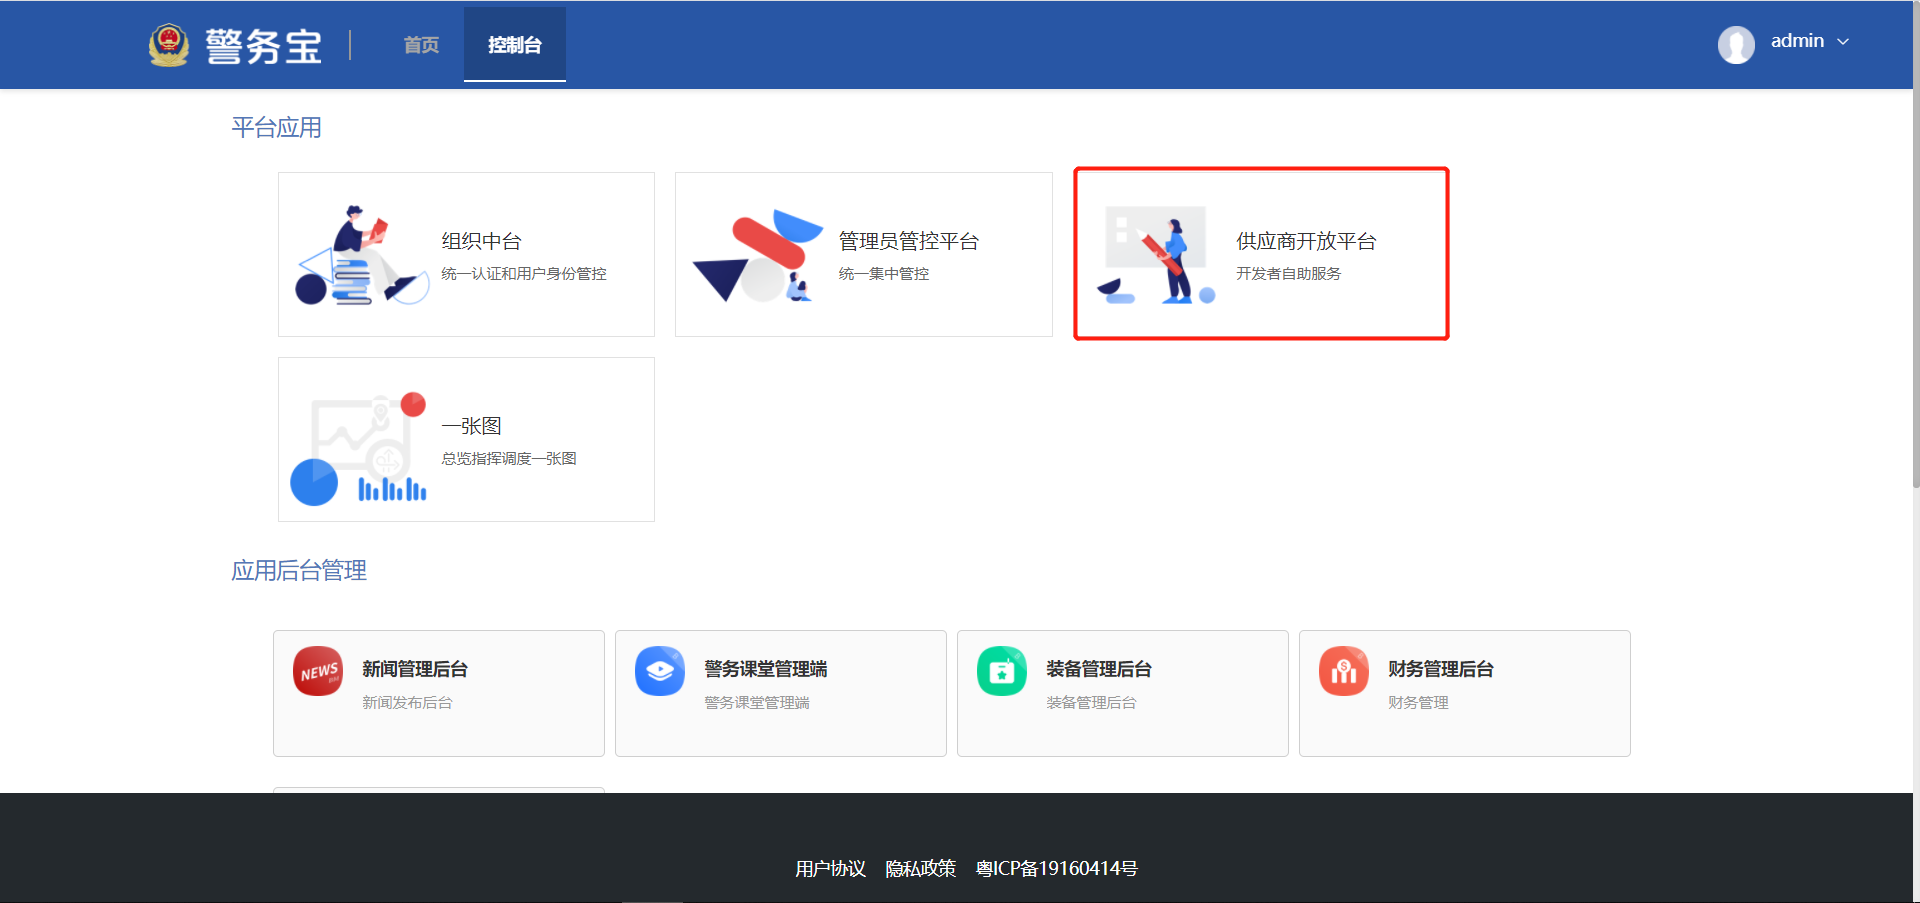 警务宝
首页
控制台
admin
平台应用
组织中台
统一认证和用户身份管控
管理员管控平台
统一集中管控
供应商开放平台
开发者自助服务
一张图
总览指挥调度一张图
应用后台管理
NEWS
新闻管理后台
新闻发布后台
警务课堂管理端
警务课堂管理端
装备管理后台
装备管理后台
财务管理后台
财务管理
用户协议 隐私政策 粤ICP备19160414号